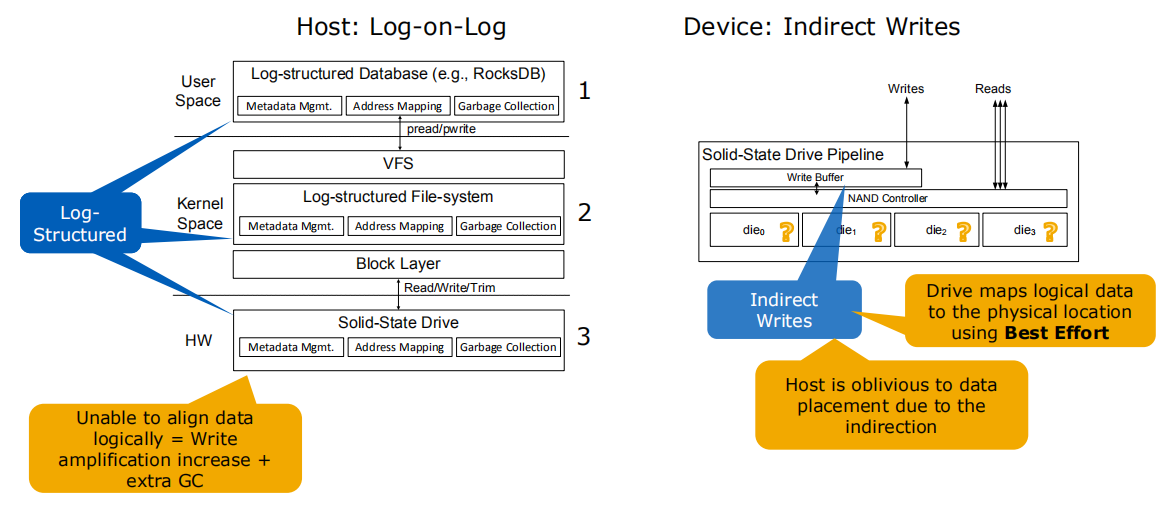 Host: Log-on-Log
Device: Indirect Writes
User
Space
Log-structured Database (e.g., RocksDB)
Metadata Mgmt.
Address Mapping
Garbage Collection
1
pread/pwrite
VFS
Kernel
Space
Log-structured File-system
Metadata Mgmt.
Address Mapping
Garbage Collection
2
Log-
Structured
Block Layer
Read/Write/Trim
HW
Solid-State Drive
Metadata Mgmt.
Address Mapping
Garbage Collection
3
Unable to align data
logically = Write
amplification increase +
extra GC
Writes
Reads
Solid-State Drive Pipeline
Write Buffer
NAND Controller
die0 ?
die1 ?
die2 ?
die3 ?
Indirect
Writes
Drive maps logical data
to the physical location
using Best Effort
Host is oblivious to data
placement due to the
indirection